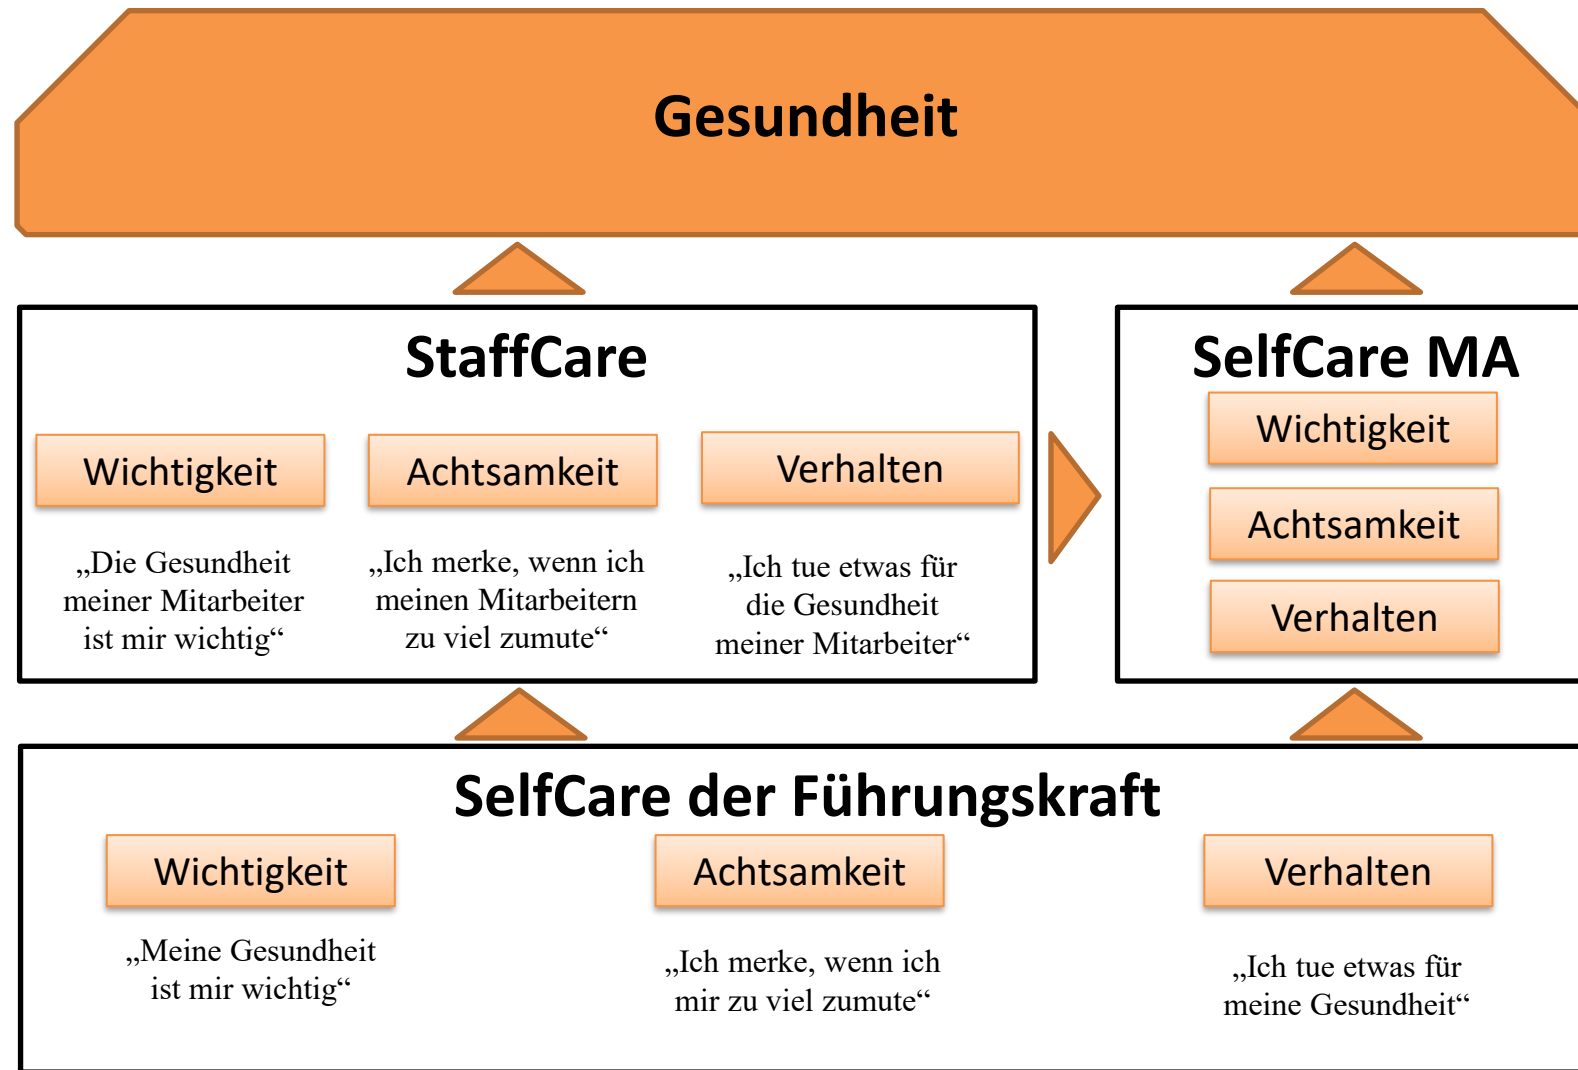 Gesundheit
StaffCare
Wichtigkeit
„Die Gesundheit
meiner Mitarbeiter
ist mir wichtig“
Achtsamkeit
„Ich merke, wenn ich
meinen Mitarbeitern
zu viel zumute“
Verhalten
„Ich tue etwas für
die Gesundheit
meiner Mitarbeiter“
SelfCare MA
Wichtigkeit
Achtsamkeit
Verhalten
SelfCare der Führungskraft
Wichtigkeit
„Meine Gesundheit
ist mir wichtig“
Achtsamkeit
„Ich merke, wenn ich
mir zu viel zumute“
Verhalten
„Ich tue etwas für
meine Gesundheit“